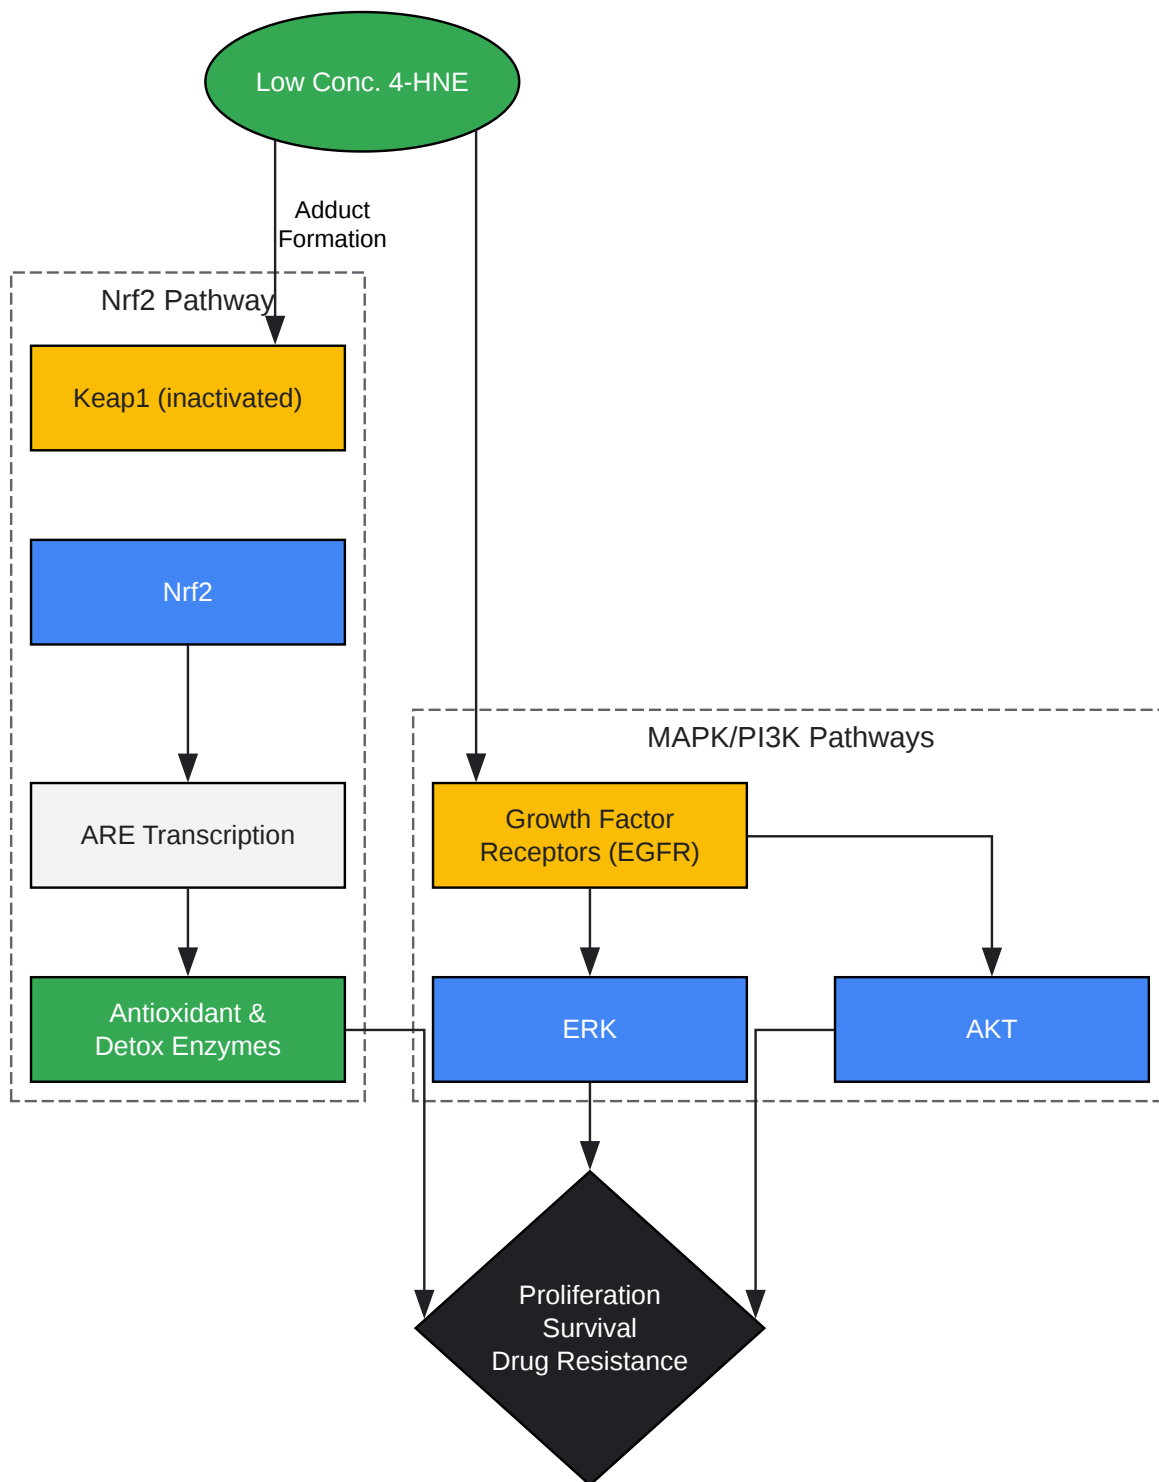 Low Conc. 4-HNE
Adduct
Formation
Nrf2 Pathway
Keap1 (inactivated)
Nrf2
ARE Transcription
Antioxidant &
Detox Enzymes
MAPK/PI3K Pathways
Growth Factor
Receptors (EGFR)
ERK
AKT
Proliferation
Survival
Drug Resistance